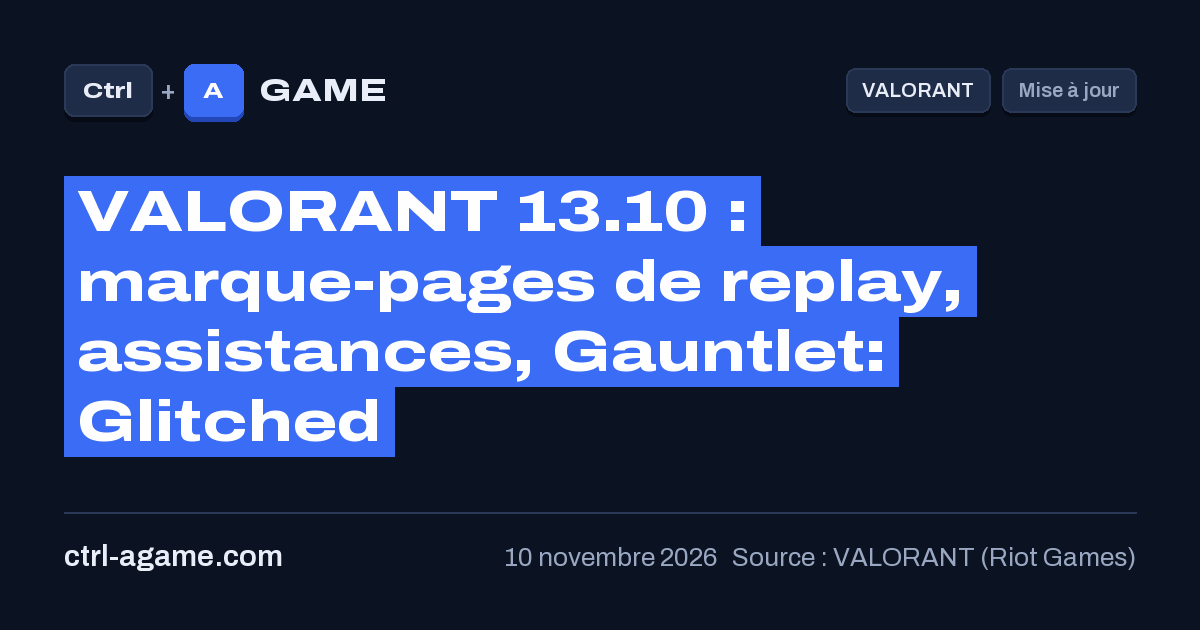 Ctrl + A GAME
VALORANT Mise à jour
VALORANT 13.10 :
marque-pages de replay,
assistances, Gauntlet:
Glitched
ctrl-agame.com
10 novembre 2026 Source : VALORANT (Riot Games)